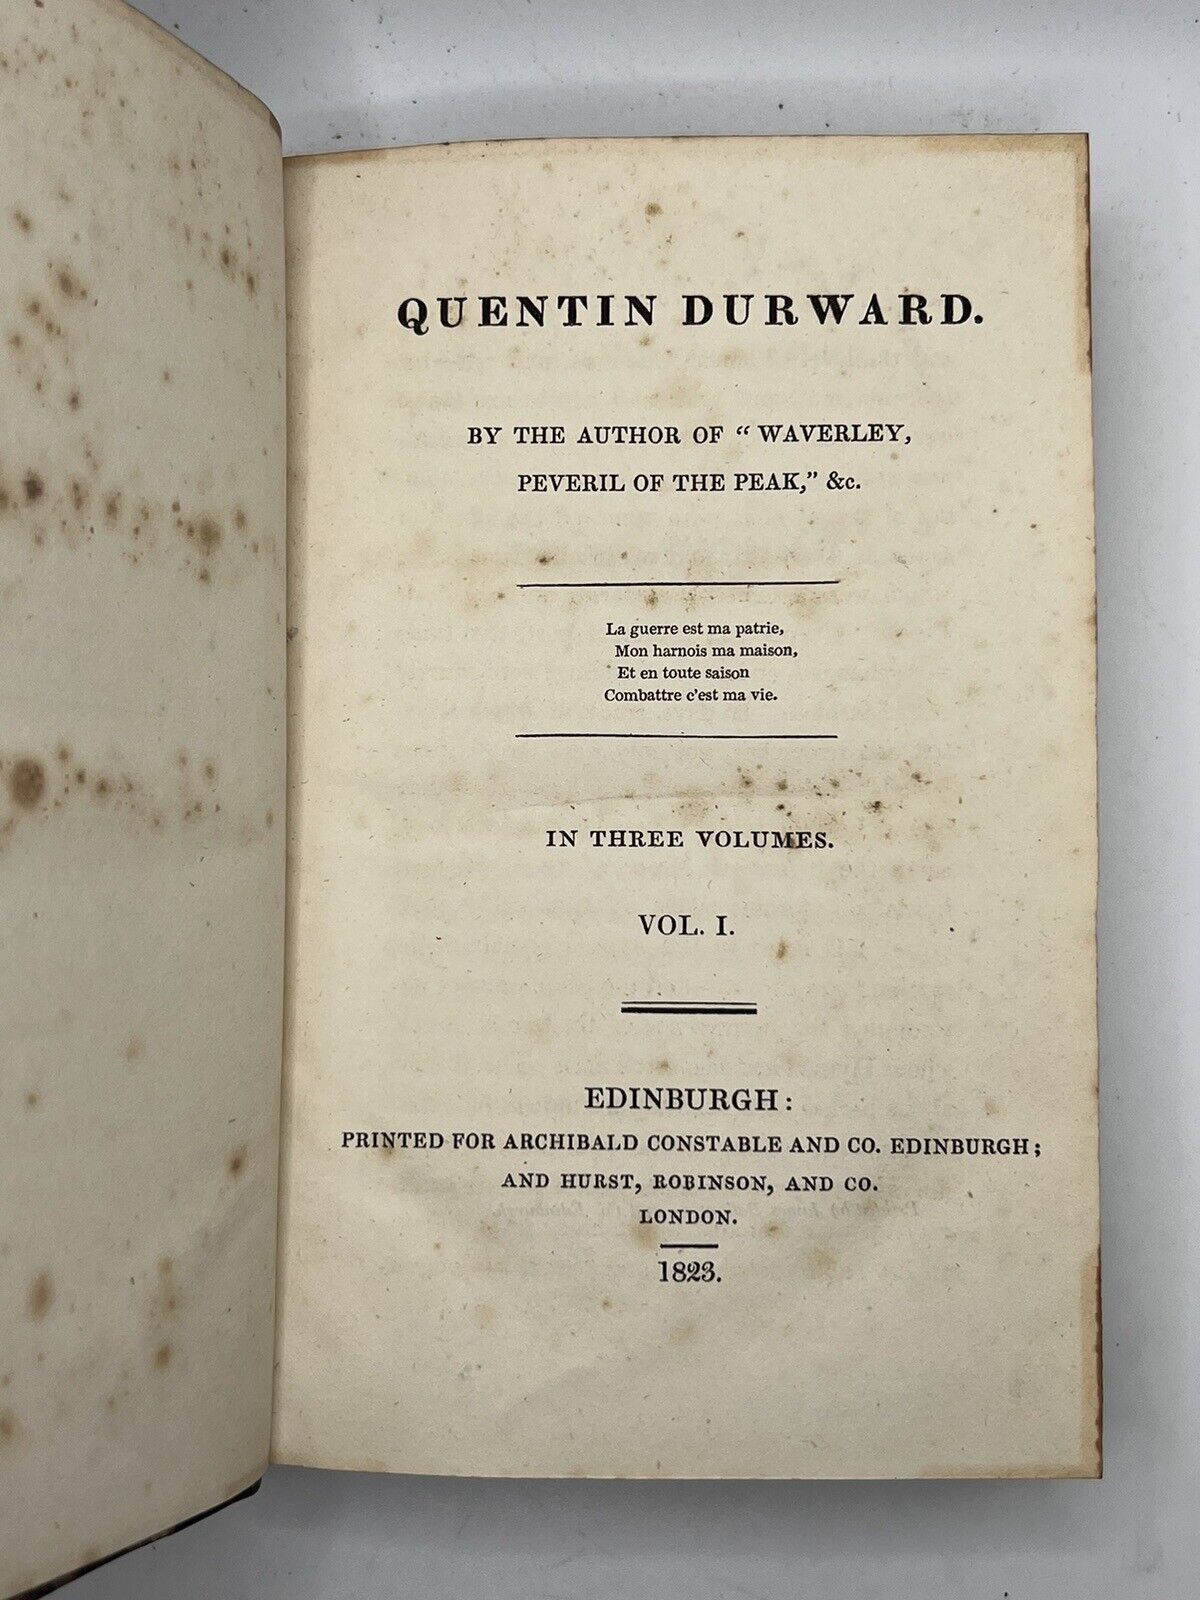 QUENTIN DURWARD.
BY THE AUTHOR OF “ WAVERLEY,
PEVERIL OF THE PEAK,” &c.
La guerre est ma patrie,
Mon harnois ma maison,
Et en toute saison
Combattre c'est ma vie.
IN THREE VOLUMES.
VOL. I.
EDINBURGH:
PRINTED FOR ARCHIBALD CONSTABLE AND CO. EDINBURGH;
AND HURST, ROBINSON, AND CO.
LONDON.
1823.